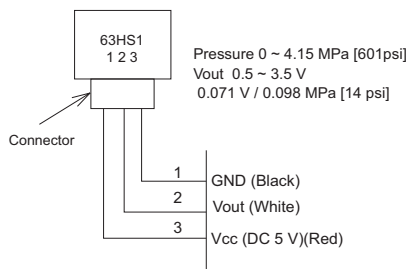 63HS1
1 2 3
Pressure 0 ~ 4.15 MPa [601psi]
Vout 0.5 ~ 3.5 V
0.071 V / 0.098 MPa [14 psi]
Connector
1
GND (Black)
2
Vout (White)
3
Vcc (DC 5 V)(Red)